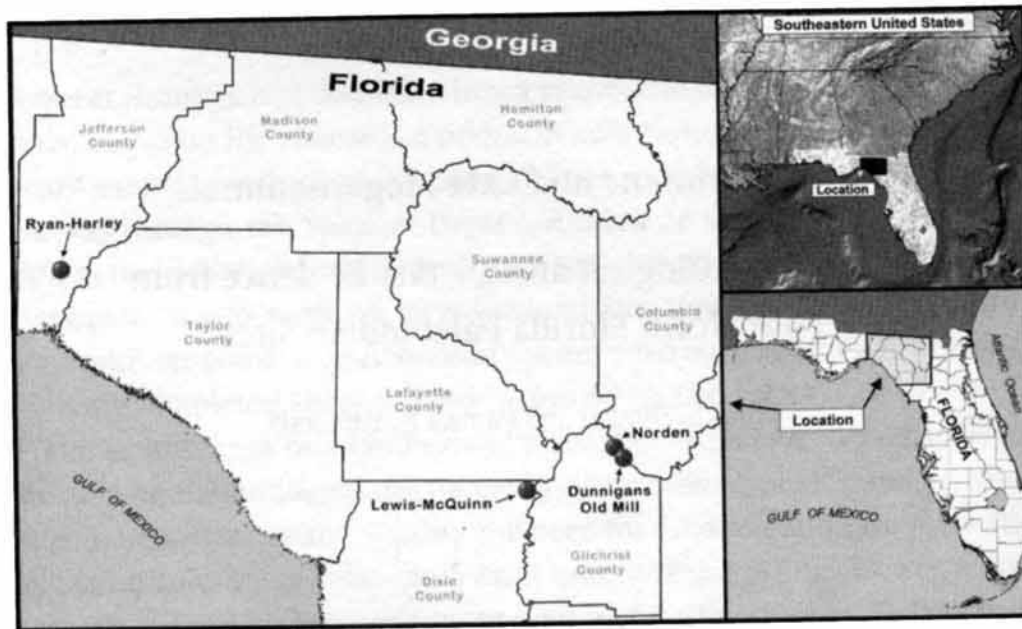 Georgia
Florida
Jefferson
County
Madison
County
Hamilton
County
Ryan-Harley
Suwannee
County
Columbia
County
Taylor
County
Lafayette
County
Norden
Lewis-McQuinn
Dunnigans
Old Mill
Gilchrist
County
Dixie
County
GULF OF MEXICO
Southeastern United States
Location
Location
FLORIDA
Atlantic Ocean
GULF OF MEXICO